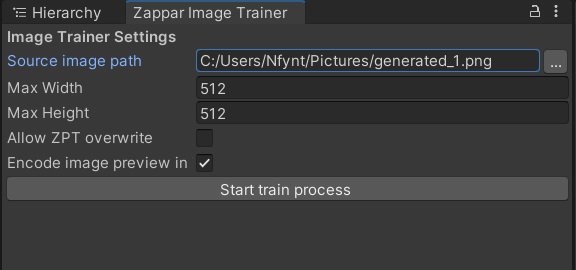 Hierarchy Zappar Image Trainer
Image Trainer Settings
Source image path C:/Users/Nfynt/Pictures/generated_1.png ...
Max Width 512
Max Height 512
Allow ZPT overwrite
Encode image preview in
Start train process